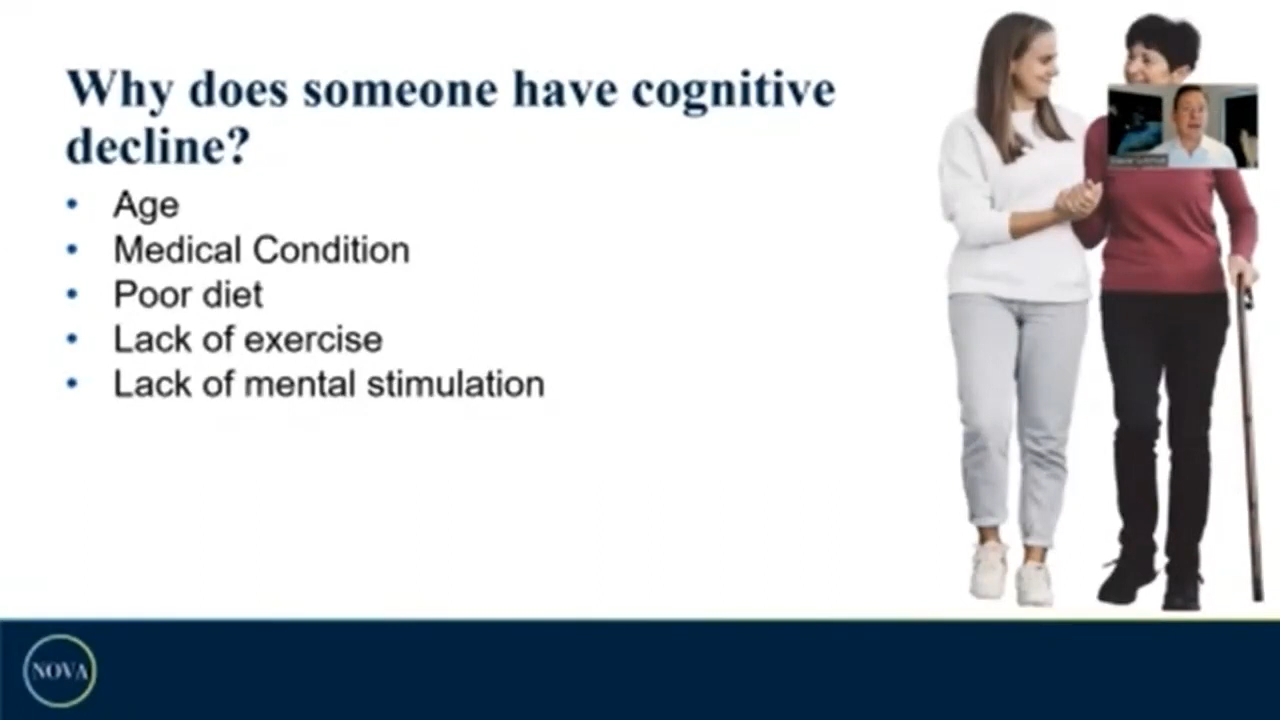 Why does someone have cognitive
decline?
• Age
• Medical Condition
• Poor diet
• Lack of exercise
• Lack of mental stimulation
NOVA